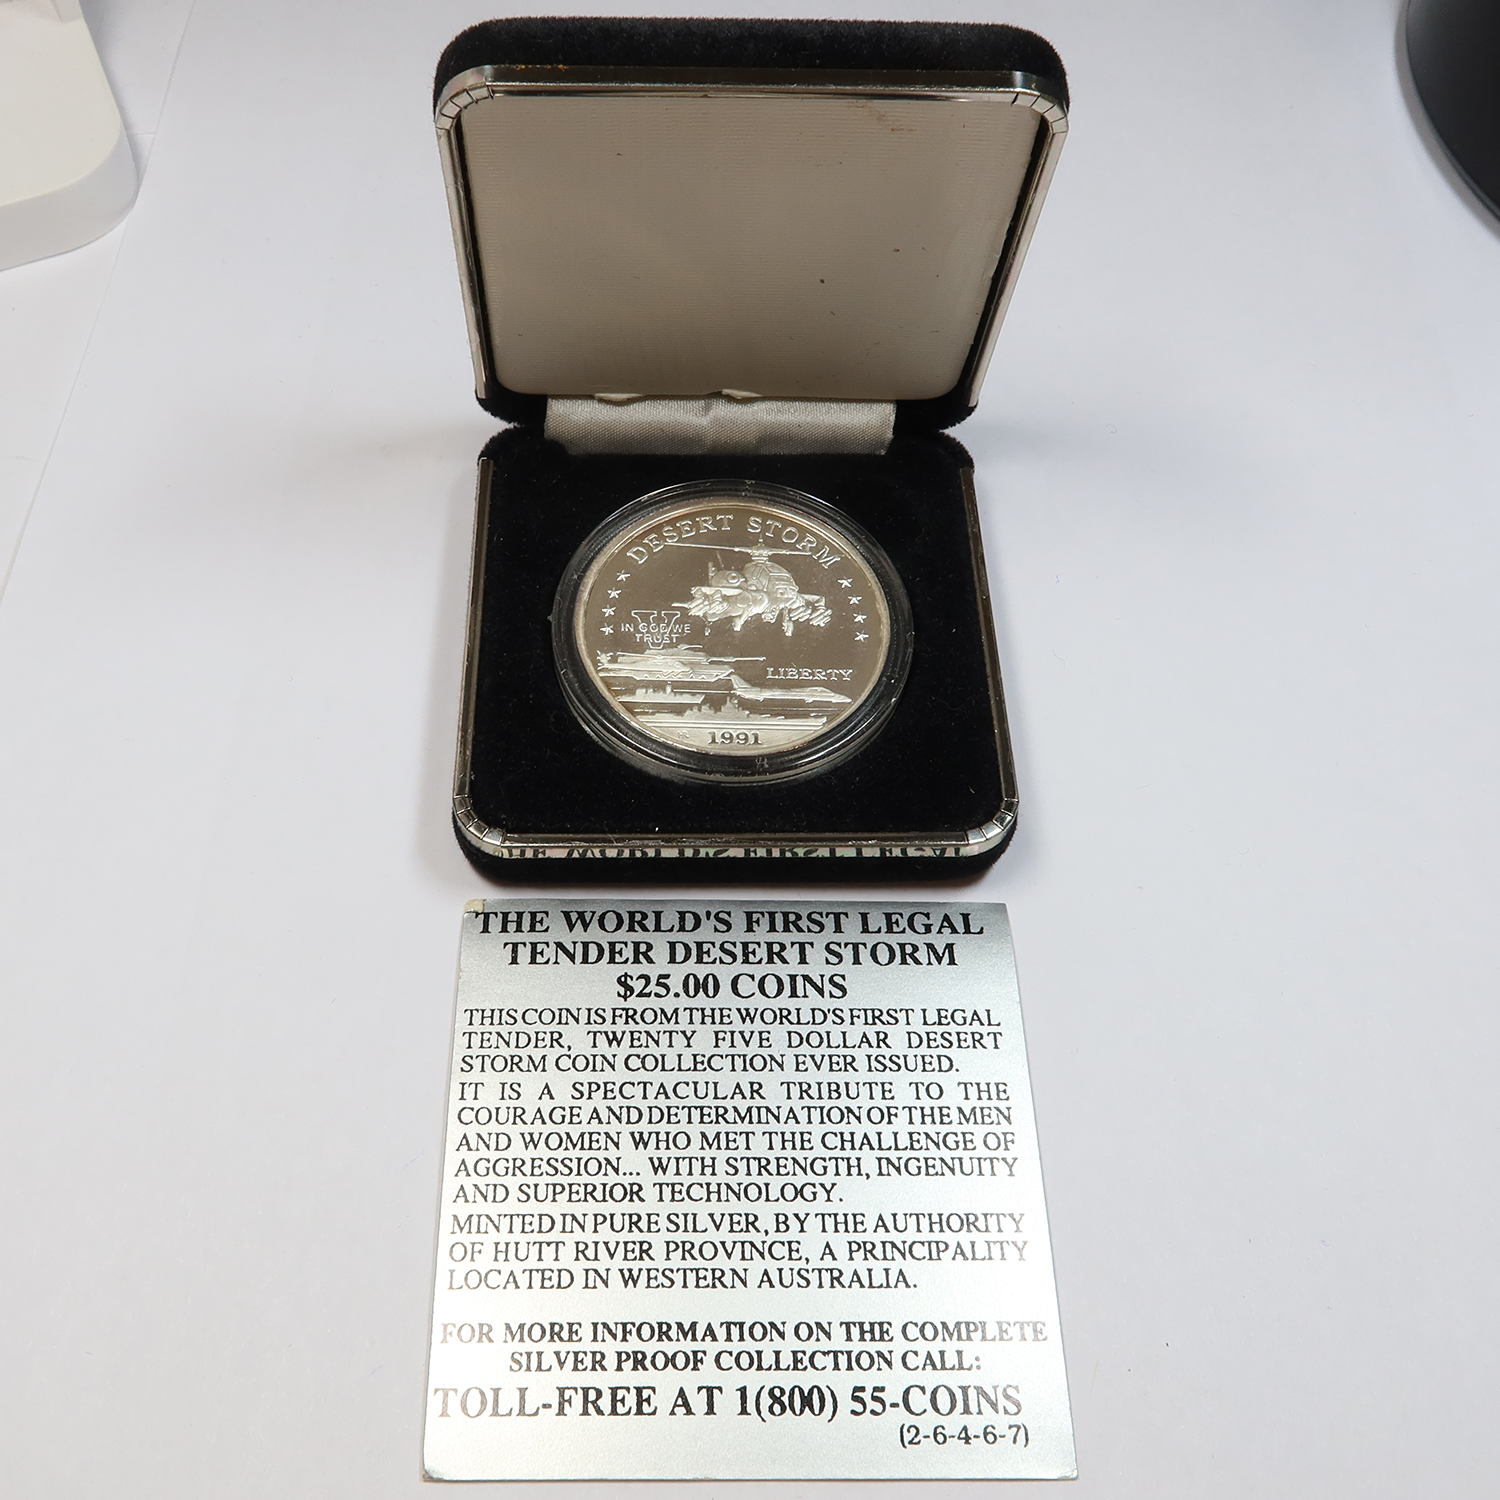 DESERT STORM
V
IN GOD WE
TRUST
LIBERTY
1991
THE WORLD'S FIRST LEGAL
THE WORLD'S FIRST LEGAL
TENDER DESERT STORM
$25.00 COINS
THIS COIN IS FROM THE WORLD'S FIRST LEGAL
TENDER, TWENTY FIVE DOLLAR DESERT
STORM COIN COLLECTION EVER ISSUED.
IT IS A SPECTACULAR TRIBUTE TO THE
COURAGE AND DETERMINATION OF THE MEN
AND WOMEN WHO MET THE CHALLENGE OF
AGGRESSION... WITH STRENGTH, INGENUITY
AND SUPERIOR TECHNOLOGY.
MINTED IN PURE SILVER, BY THE AUTHORITY
OF HUTT RIVER PROVINCE, A PRINCIPALITY
LOCATED IN WESTERN AUSTRALIA.
FOR MORE INFORMATION ON THE COMPLETE
SILVER PROOF COLLECTION CALL:
TOLL-FREE AT 1(800) 55-COINS
(2-6-4-6-7)